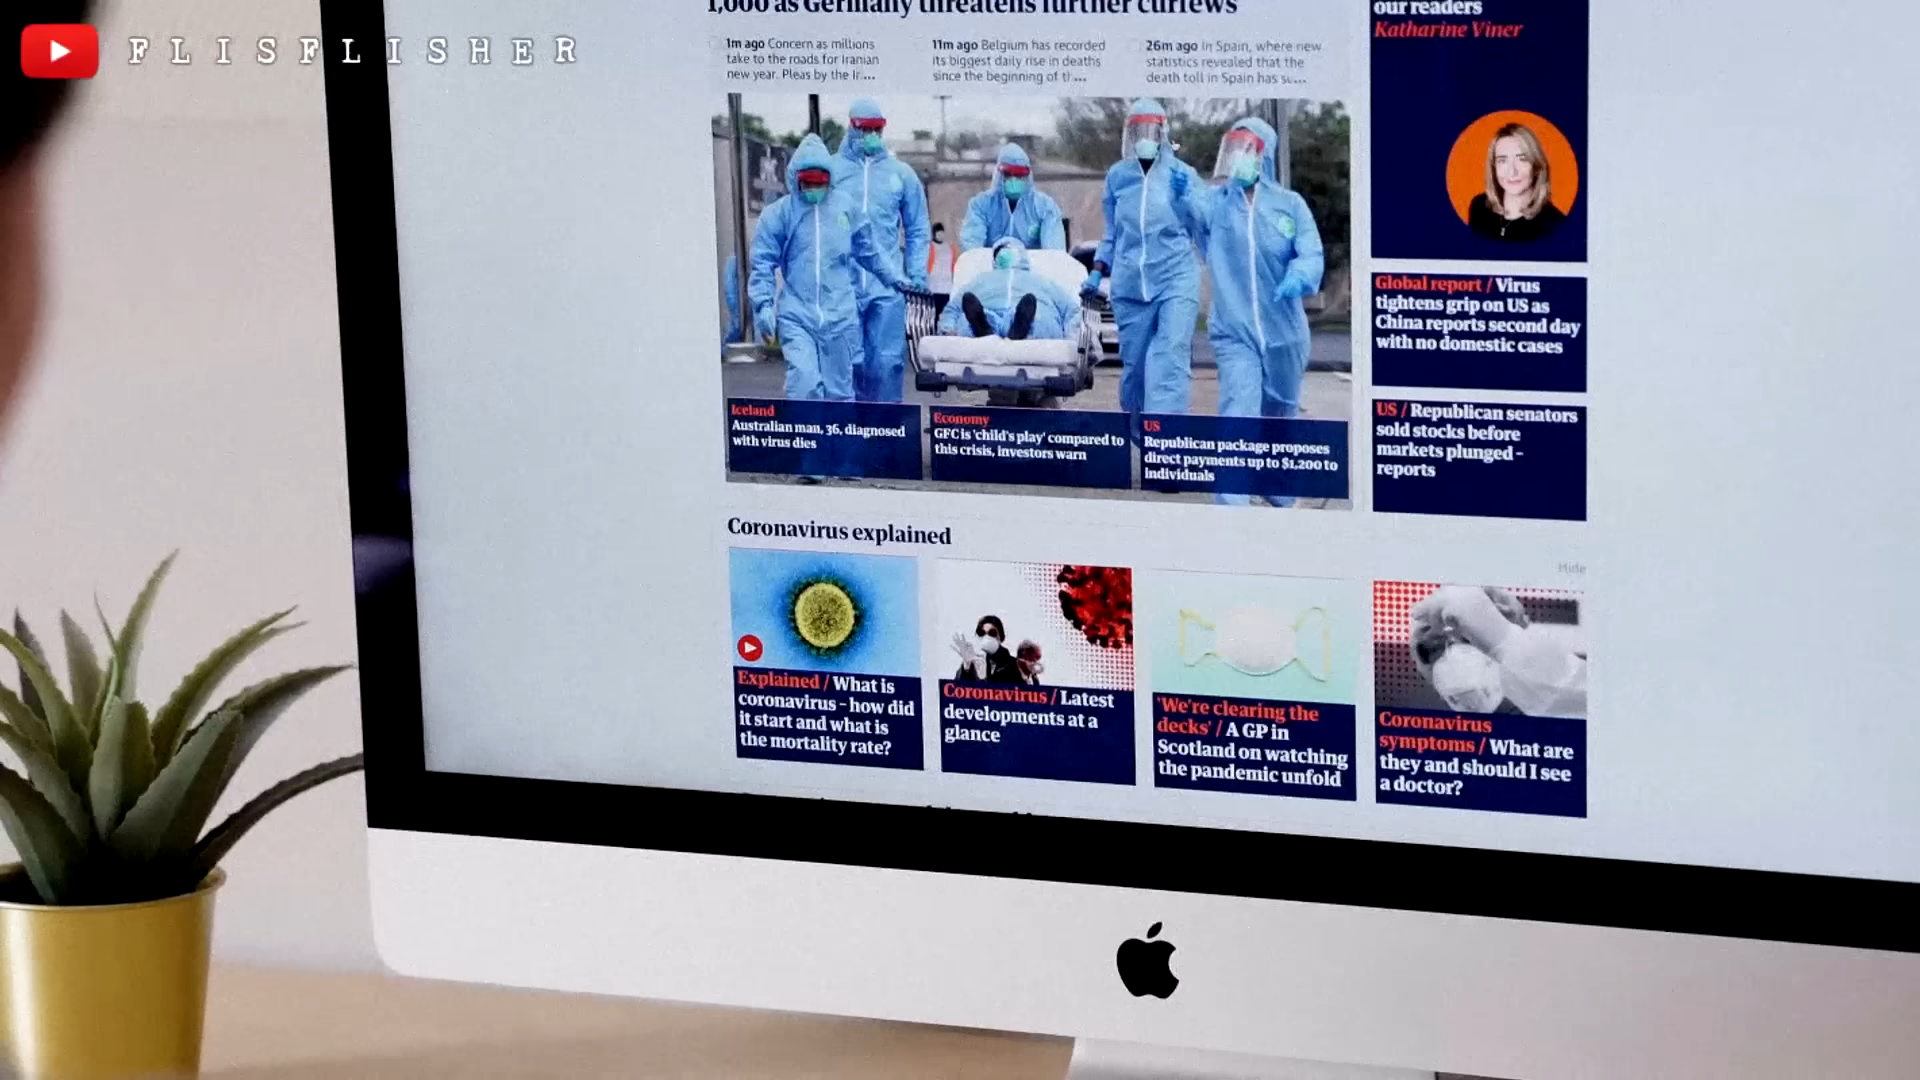 FLISFLISHER
1,000 as Germany threatens further curfews
1m ago Concern as millions
take to the roads for Iranian
new year. Pleas by the Ir...
11m ago Belgium has recorded
its biggest daily rise in deaths
since the beginning of th...
26m ago In Spain, where new
statistics revealed that the
death toll in Spain has su...
our readers
Katharine Viner
Global report / Virus
tightens grip on US as
China reports second day
with no domestic cases
US / Republican senators
sold stocks before
markets plunged –
reports
Iceland
Australian man, 36, diagnosed
with virus dies
Economy
GFC is 'child's play' compared to
this crisis, investors warn
US
Republican package proposes
direct payments up to $1,200 to
individuals
Coronavirus explained
Hide
Explained / What is
coronavirus – how did
it start and what is
the mortality rate?
Coronavirus / Latest
developments at a
glance
'We're clearing the
decks' / A GP in
Scotland on watching
the pandemic unfold
Coronavirus
symptoms / What are
they and should I see
a doctor?